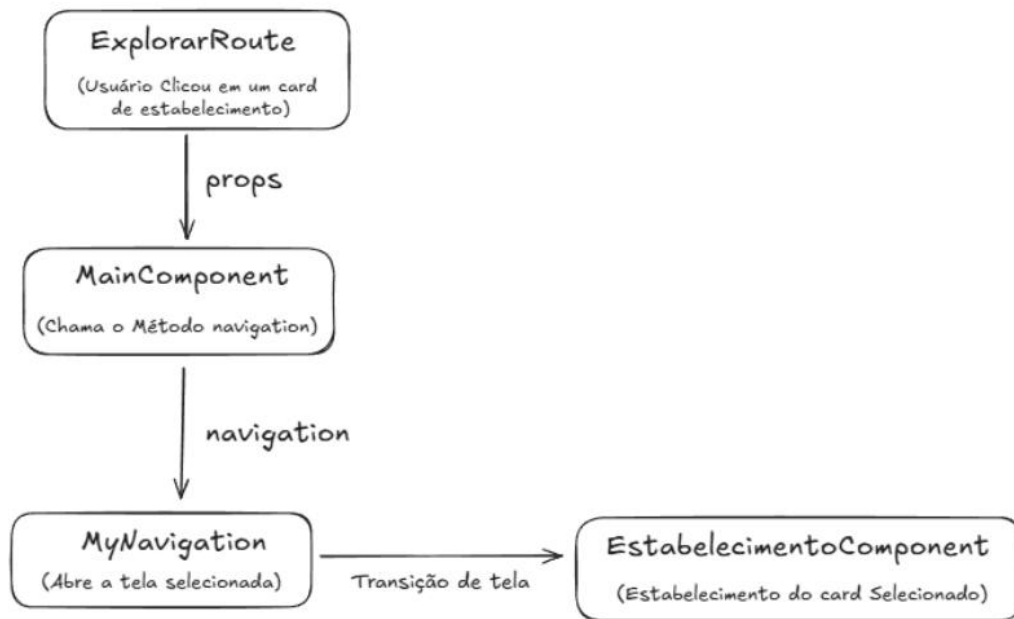 ExplorarRoute
(Usuário Clicou em um card
de estabelecimento)
props
MainComponent
(Chama o Método navigation)
navigation
MyNavigation
(Abre a tela selecionada)
Transição de tela
EstabelecimentoComponent
(Estabelecimento do card Selecionado)